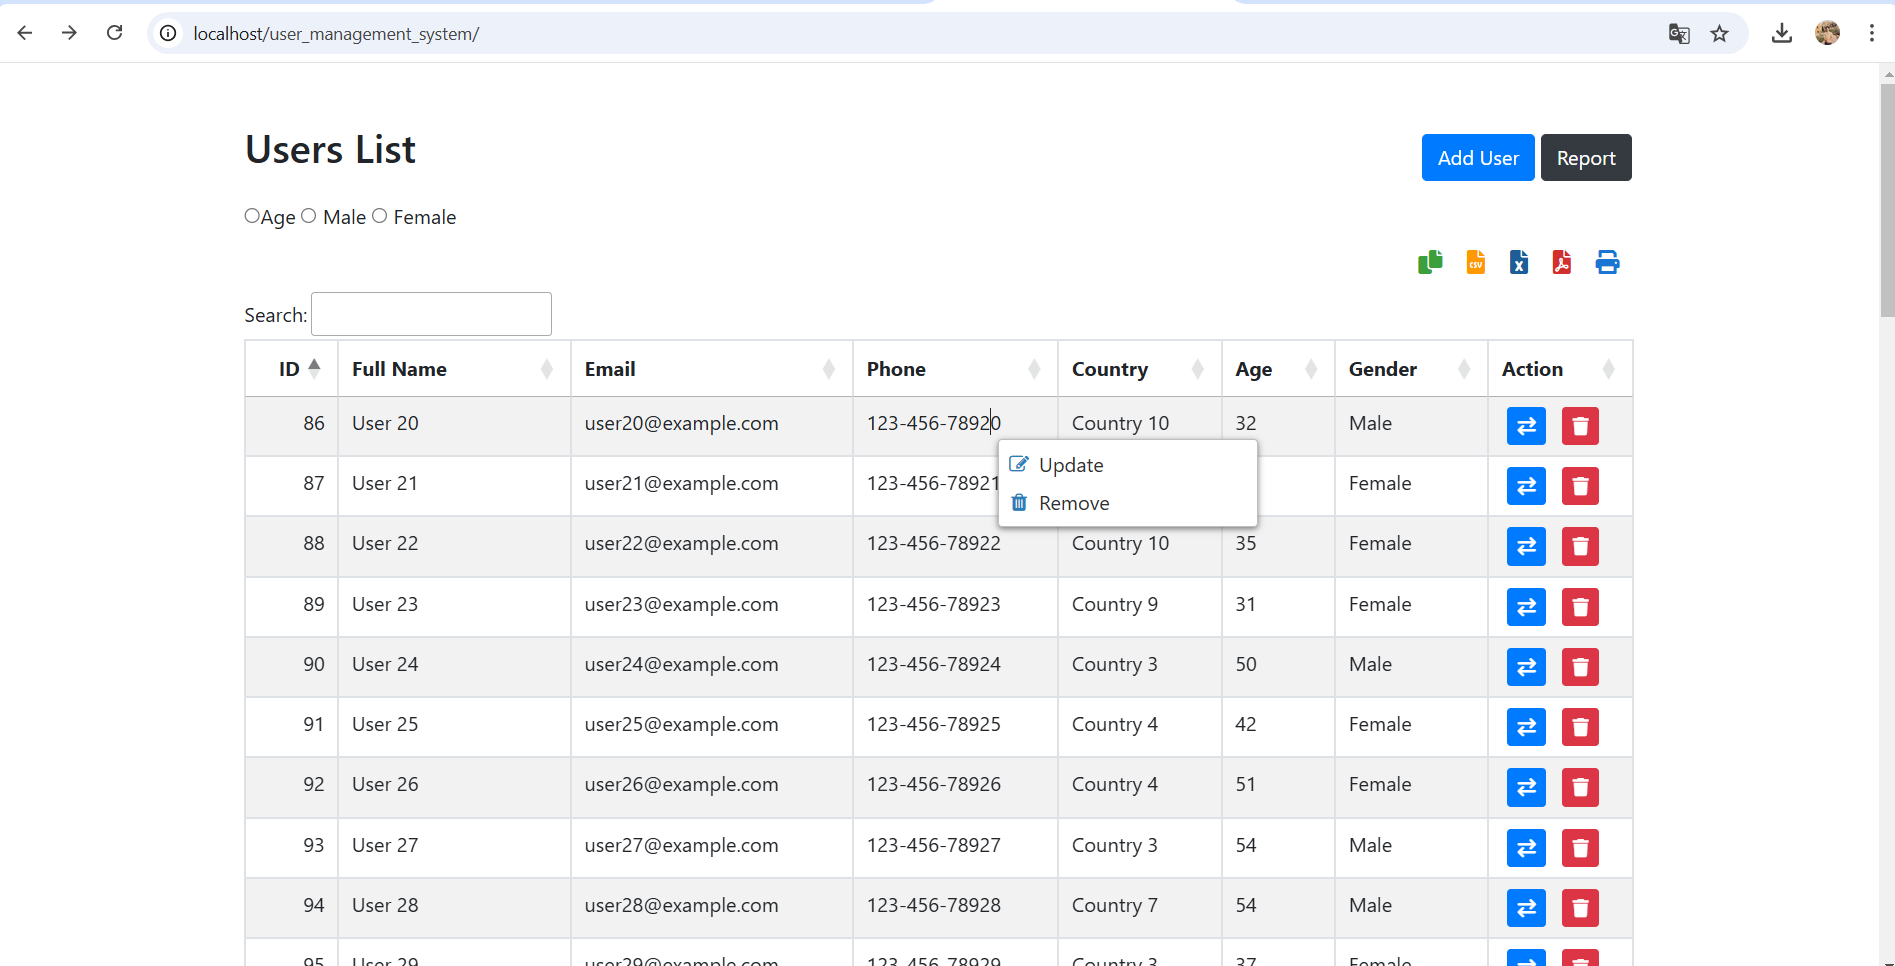 localhost/user_management_system/
Users List
Add User Report
Age Male Female
CSV X
Search:
ID Full Name Email Phone Country Age Gender Action
86 User 20 user20@example.com 123-456-78920 Country 10 32 Male
Update
87 User 21 user21@example.com 123-456-78921 Female
Remove
88 User 22 user22@example.com 123-456-78922 Country 10 35 Female
89 User 23 user23@example.com 123-456-78923 Country 9 31 Female
90 User 24 user24@example.com 123-456-78924 Country 3 50 Male
91 User 25 user25@example.com 123-456-78925 Country 4 42 Female
92 User 26 user26@example.com 123-456-78926 Country 4 51 Female
93 User 27 user27@example.com 123-456-78927 Country 3 54 Male
94 User 28 user28@example.com 123-456-78928 Country 7 54 Male
95 User 29 user29@example.com 123-456-78929 Country 3 37 Female